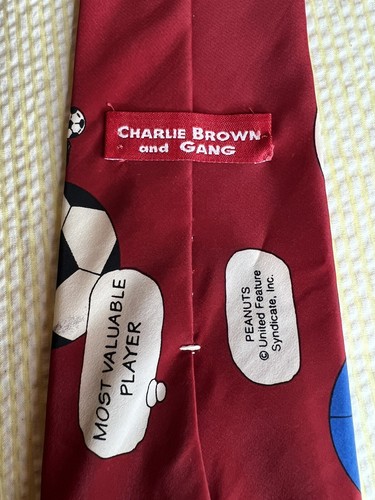 CHARLIE BROWN
and GANG
MOST VALUABLE
PLAYER
PEANUTS
© United Feature
Syndicate, Inc.